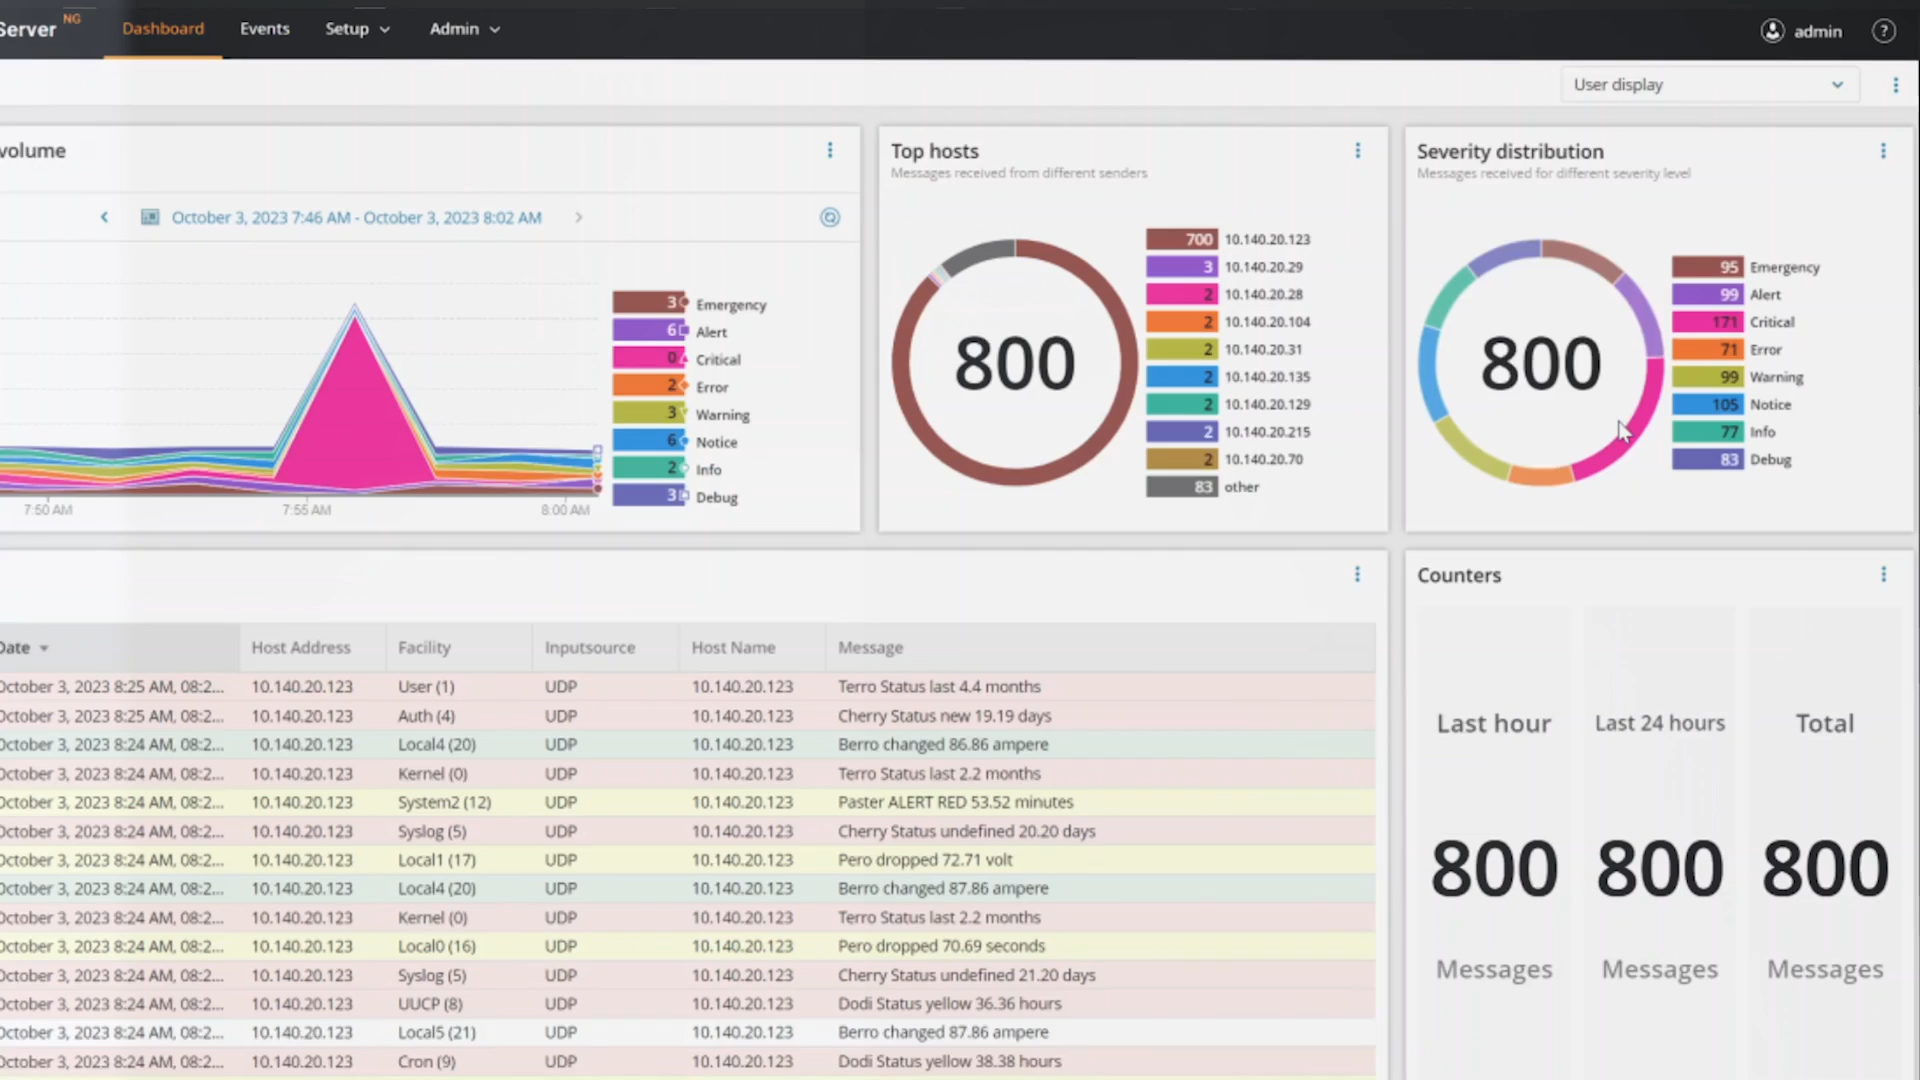 Server NG
Dashboard
Events
Setup
Admin
admin
?
User display
volume
October 3, 2023 7:46 AM - October 3, 2023 8:02 AM
3 Emergency
6 Alert
0 Critical
2 Error
3 Warning
6 Notice
2 Info
3 Debug
7:50 AM
7:55 AM
8:00 AM
Top hosts
Messages received from different senders
800
700 10.140.20.123
3 10.140.20.29
2 10.140.20.28
2 10.140.20.104
2 10.140.20.31
2 10.140.20.135
2 10.140.20.129
2 10.140.20.215
2 10.140.20.70
83 other
Severity distribution
Messages received for different severity level
800
95 Emergency
99 Alert
171 Critical
71 Error
99 Warning
105 Notice
77 Info
83 Debug
Date Host Address Facility Inputsource Host Name Message
October 3, 2023 8:25 AM, 08:2... 10.140.20.123 User (1) UDP 10.140.20.123 Terro Status last 4.4 months
October 3, 2023 8:25 AM, 08:2... 10.140.20.123 Auth (4) UDP 10.140.20.123 Cherry Status new 19.19 days
October 3, 2023 8:24 AM, 08:2... 10.140.20.123 Local4 (20) UDP 10.140.20.123 Berro changed 86.86 ampere
October 3, 2023 8:24 AM, 08:2... 10.140.20.123 Kernel (0) UDP 10.140.20.123 Terro Status last 2.2 months
October 3, 2023 8:24 AM, 08:2... 10.140.20.123 System2 (12) UDP 10.140.20.123 Paster ALERT RED 53.52 minutes
October 3, 2023 8:24 AM, 08:2... 10.140.20.123 Syslog (5) UDP 10.140.20.123 Cherry Status undefined 20.20 days
October 3, 2023 8:24 AM, 08:2... 10.140.20.123 Local1 (17) UDP 10.140.20.123 Pero dropped 72.71 volt
October 3, 2023 8:24 AM, 08:2... 10.140.20.123 Local4 (20) UDP 10.140.20.123 Berro changed 87.86 ampere
October 3, 2023 8:24 AM, 08:2... 10.140.20.123 Kernel (0) UDP 10.140.20.123 Terro Status last 2.2 months
October 3, 2023 8:24 AM, 08:2... 10.140.20.123 Local0 (16) UDP 10.140.20.123 Pero dropped 70.69 seconds
October 3, 2023 8:24 AM, 08:2... 10.140.20.123 Syslog (5) UDP 10.140.20.123 Cherry Status undefined 21.20 days
October 3, 2023 8:24 AM, 08:2... 10.140.20.123 UUCP (8) UDP 10.140.20.123 Dodi Status yellow 36.36 hours
October 3, 2023 8:24 AM, 08:2... 10.140.20.123 Local5 (21) UDP 10.140.20.123 Berro changed 87.86 ampere
October 3, 2023 8:24 AM, 08:2... 10.140.20.123 Cron (9) UDP 10.140.20.123 Dodi Status yellow 38.38 hours
Counters
Last hour Last 24 hours Total
800 800 800
Messages Messages Messages